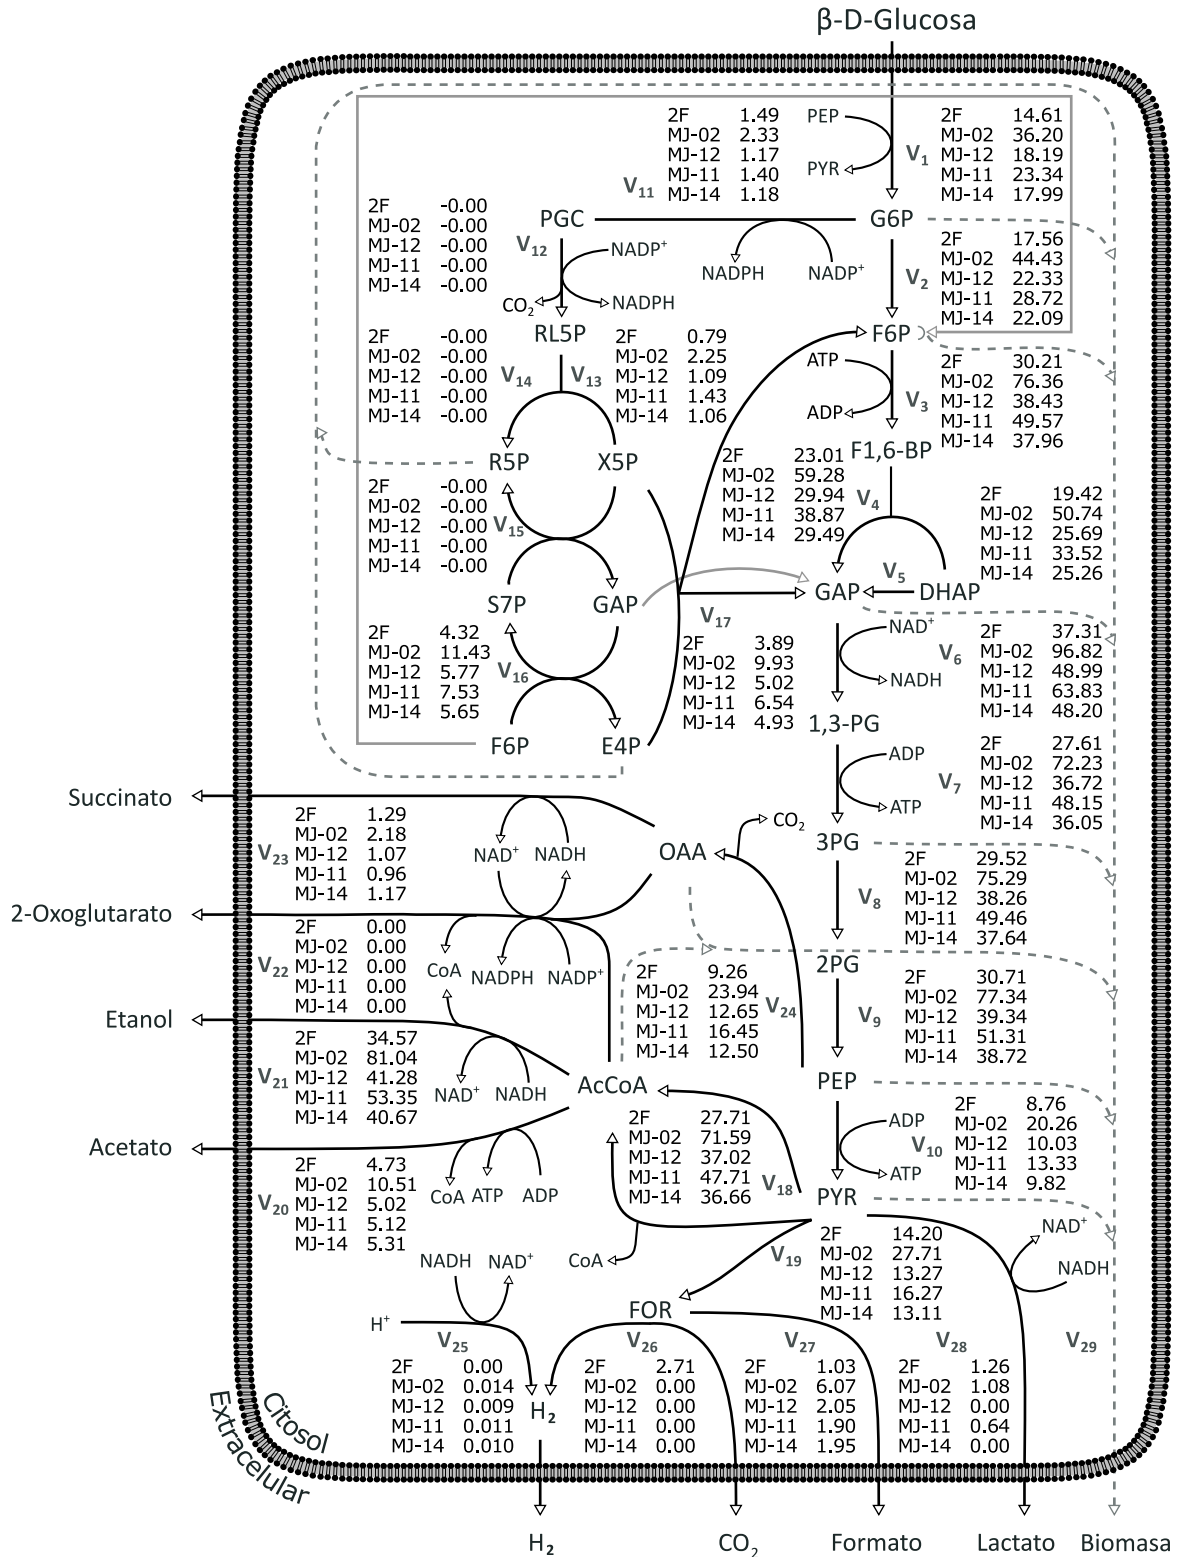 β-D-Glucosa
2F 1.49
MJ-02 2.33
MJ-12 1.17
MJ-11 1.40
MJ-14 1.18
V11
PEP
PYR
V1
2F 14.61
MJ-02 36.20
MJ-12 18.19
MJ-11 23.34
MJ-14 17.99
2F -0.00
MJ-02 -0.00
MJ-12 -0.00
MJ-11 -0.00
MJ-14 -0.00
PGC
G6P
V12
NADP+
CO2
NADPH
NADPH
NADP+
V2
2F 17.56
MJ-02 44.43
MJ-12 22.33
MJ-11 28.72
MJ-14 22.09
RL5P
F6P
2F -0.00
MJ-02 -0.00
MJ-12 -0.00
MJ-11 -0.00
MJ-14 -0.00
V14
V13
2F 0.79
MJ-02 2.25
MJ-12 1.09
MJ-11 1.43
MJ-14 1.06
ATP
ADP
V3
2F 30.21
MJ-02 76.36
MJ-12 38.43
MJ-11 49.57
MJ-14 37.96
R5P
X5P
F1,6-BP
2F 23.01
MJ-02 59.28
MJ-12 29.94
MJ-11 38.87
MJ-14 29.49
V4
2F -0.00
MJ-02 -0.00
MJ-12 -0.00
MJ-11 -0.00
MJ-14 -0.00
V15
2F 19.42
MJ-02 50.74
MJ-12 25.69
MJ-11 33.52
MJ-14 25.26
V5
S7P
GAP
GAP
DHAP
V17
2F 4.32
MJ-02 11.43
MJ-12 5.77
MJ-11 7.53
MJ-14 5.65
V16
2F 3.89
MJ-02 9.93
MJ-12 5.02
MJ-11 6.54
MJ-14 4.93
NAD+
NADH
V6
2F 37.31
MJ-02 96.82
MJ-12 48.99
MJ-11 63.83
MJ-14 48.20
F6P
E4P
1,3-PG
ADP
ATP
V7
2F 27.61
MJ-02 72.23
MJ-12 36.72
MJ-11 48.15
MJ-14 36.05
Succinato
2F 1.29
MJ-02 2.18
MJ-12 1.07
MJ-11 0.96
MJ-14 1.17
V23
NAD+
NADH
OAA
CO2
3PG
V8
2F 29.52
MJ-02 75.29
MJ-12 38.26
MJ-11 49.46
MJ-14 37.64
2-Oxoglutarato
2F 0.00
MJ-02 0.00
MJ-12 0.00
MJ-11 0.00
MJ-14 0.00
V22
CoA
NADPH
NADP+
2PG
2F 9.26
MJ-02 23.94
MJ-12 12.65
MJ-11 16.45
MJ-14 12.50
V24
V9
2F 30.71
MJ-02 77.34
MJ-12 39.34
MJ-11 51.31
MJ-14 38.72
Etanol
2F 34.57
MJ-02 81.04
MJ-12 41.28
MJ-11 53.35
MJ-14 40.67
V21
NAD+
NADH
AcCoA
PEP
ADP
ATP
V10
2F 8.76
MJ-02 20.26
MJ-12 10.03
MJ-11 13.33
MJ-14 9.82
Acetato
2F 4.73
MJ-02 10.51
MJ-12 5.02
MJ-11 5.12
MJ-14 5.31
V20
CoA
ATP
ADP
2F 27.71
MJ-02 71.59
MJ-12 37.02
MJ-11 47.71
MJ-14 36.66
V18
PYR
CoA
V19
2F 14.20
MJ-02 27.71
MJ-12 13.27
MJ-11 16.27
MJ-14 13.11
NAD+
NADH
NADH
NAD+
H+
FOR
V25
V26
V27
V28
V29
2F 0.00
MJ-02 0.014
MJ-12 0.009
MJ-11 0.011
MJ-14 0.010
H2
2F 2.71
MJ-02 0.00
MJ-12 0.00
MJ-11 0.00
MJ-14 0.00
2F 1.03
MJ-02 6.07
MJ-12 2.05
MJ-11 1.90
MJ-14 1.95
2F 1.26
MJ-02 1.08
MJ-12 0.00
MJ-11 0.64
MJ-14 0.00
Citosol
Extracelular
H2
CO2
Formato
Lactato
Biomasa